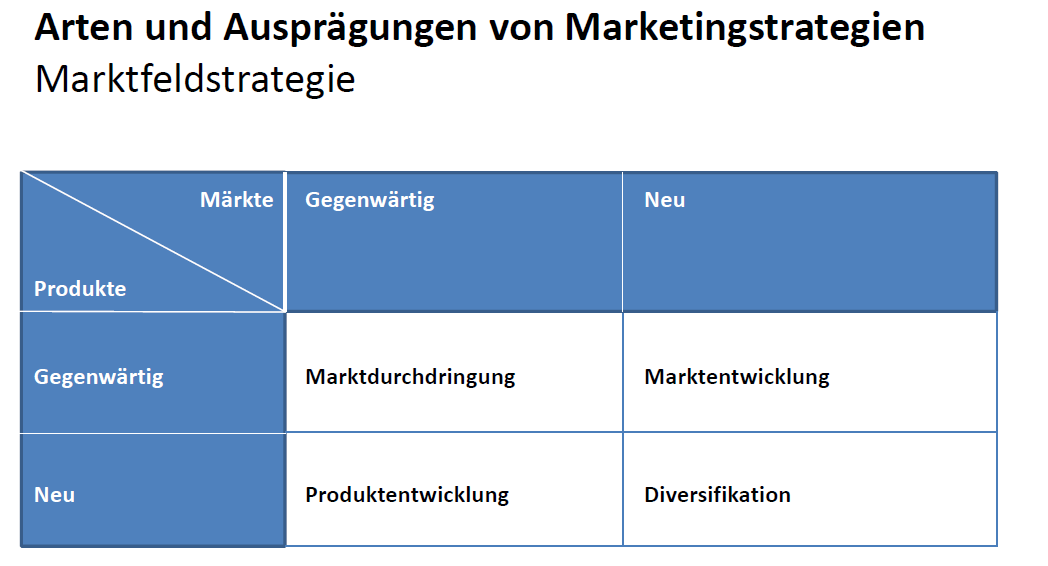 Arten und Ausprägungen von Marketingstrategien
Marktfeldstrategie
Märkte
Produkte
Gegenwärtig
Neu
Gegenwärtig
Marktdurchdringung
Marktentwicklung
Neu
Produktentwicklung
Diversifikation